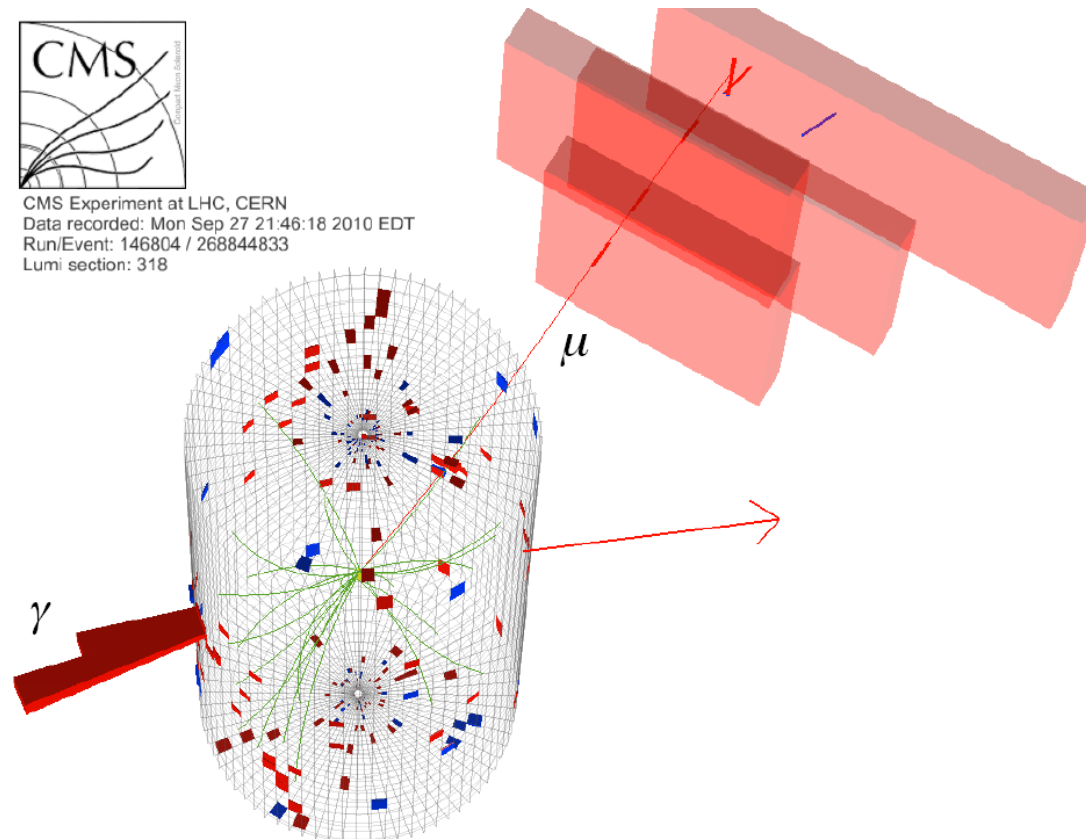 CMS
Compact Muon Solenoid
CMS Experiment at LHC, CERN
Data recorded: Mon Sep 27 21:46:18 2010 EDT
Run/Event: 146804 / 268844833
Lumi section: 318
μ
γ